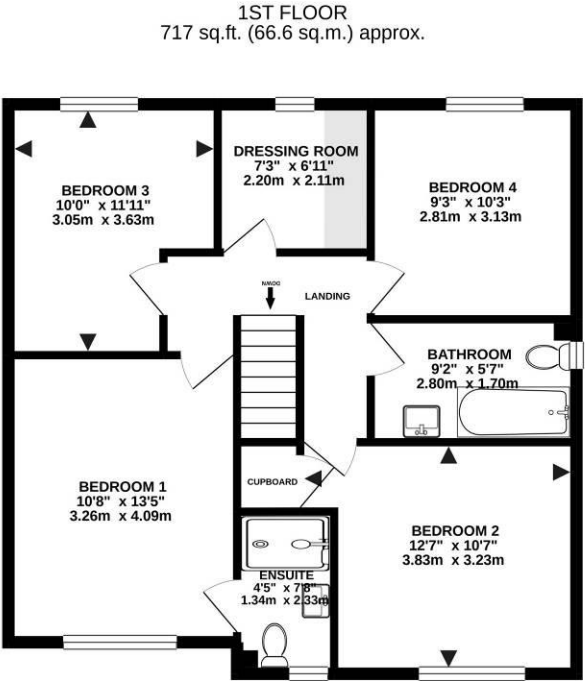 1ST FLOOR
717 sq.ft. (66.6 sq.m.) approx.
DRESSING ROOM
7'3" x 6'11"
2.20m x 2.11m
BEDROOM 3
10'0" x 11'11"
3.05m x 3.63m
BEDROOM 4
9'3" x 10'3"
2.81m x 3.13m
DOWN
LANDING
BATHROOM
9'2" x 5'7"
2.80m x 1.70m
BEDROOM 1
10'8" x 13'5"
3.26m x 4.09m
CUPBOARD
BEDROOM 2
12'7" x 10'7"
3.83m x 3.23m
ENSUITE
4'5" x 7'8"
1.34m x 2.33m